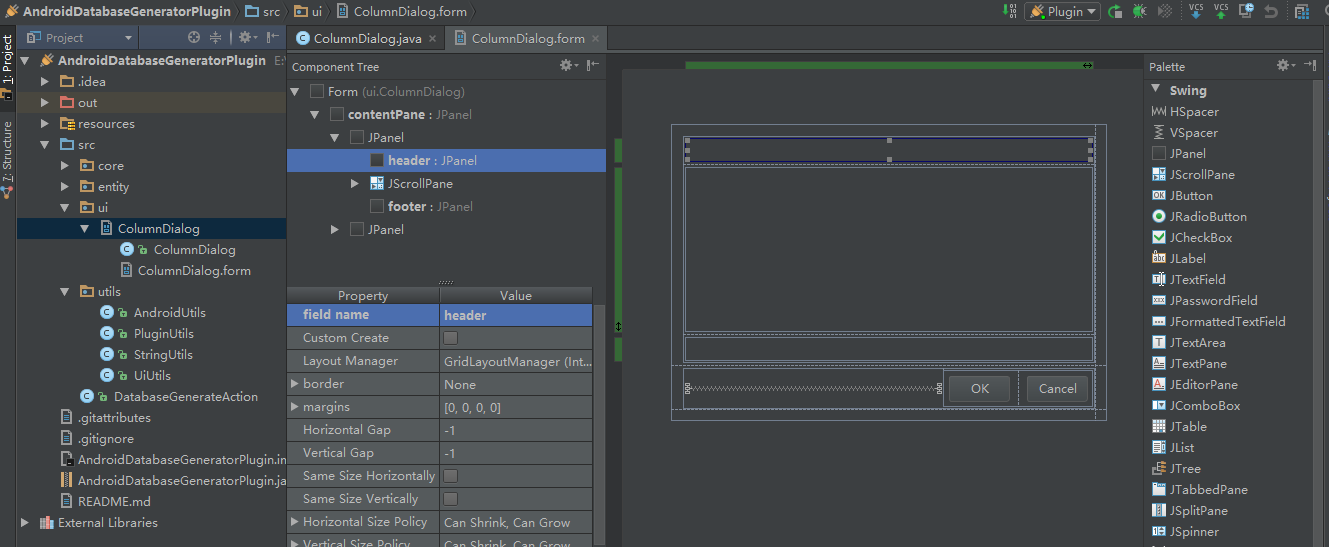 AndroidDatabaseGeneratorPlugin src ui ColumnDialog.form
Plugin
VCS VCS
1: Project
7: Structure
Project
AndroidDatabaseGeneratorPlugin
.idea
out
resources
src
core
entity
ui
ColumnDialog
ColumnDialog
ColumnDialog.form
utils
AndroidUtils
PluginUtils
StringUtils
UiUtils
DatabaseGenerateAction
.gitattributes
.gitignore
AndroidDatabaseGeneratorPlugin.im
AndroidDatabaseGeneratorPlugin.ja
README.md
External Libraries
ColumnDialog.java
ColumnDialog.form
Component Tree
Form (ui.ColumnDialog)
contentPane : JPanel
JPanel
header : JPanel
JScrollPane
footer : JPanel
JPanel
Property Value
field name header
Custom Create
Layout Manager GridLayoutManager (Int...
border None
margins [0, 0, 0, 0]
Horizontal Gap -1
Vertical Gap -1
Same Size Horizontally
Same Size Vertically
Horizontal Size Policy Can Shrink, Can Grow
Vertical Size Policy Can Shrink, Can Grow
OK
Cancel
Palette
Swing
HSpacer
VSpacer
JPanel
JScrollPane
JButton
JRadioButton
JCheckBox
JLabel
JTextField
JPasswordField
JFormattedTextField
JTextArea
JTextPane
JEditorPane
JComboBox
JTable
JList
JTree
JTabbedPane
JSplitPane
JSpinner